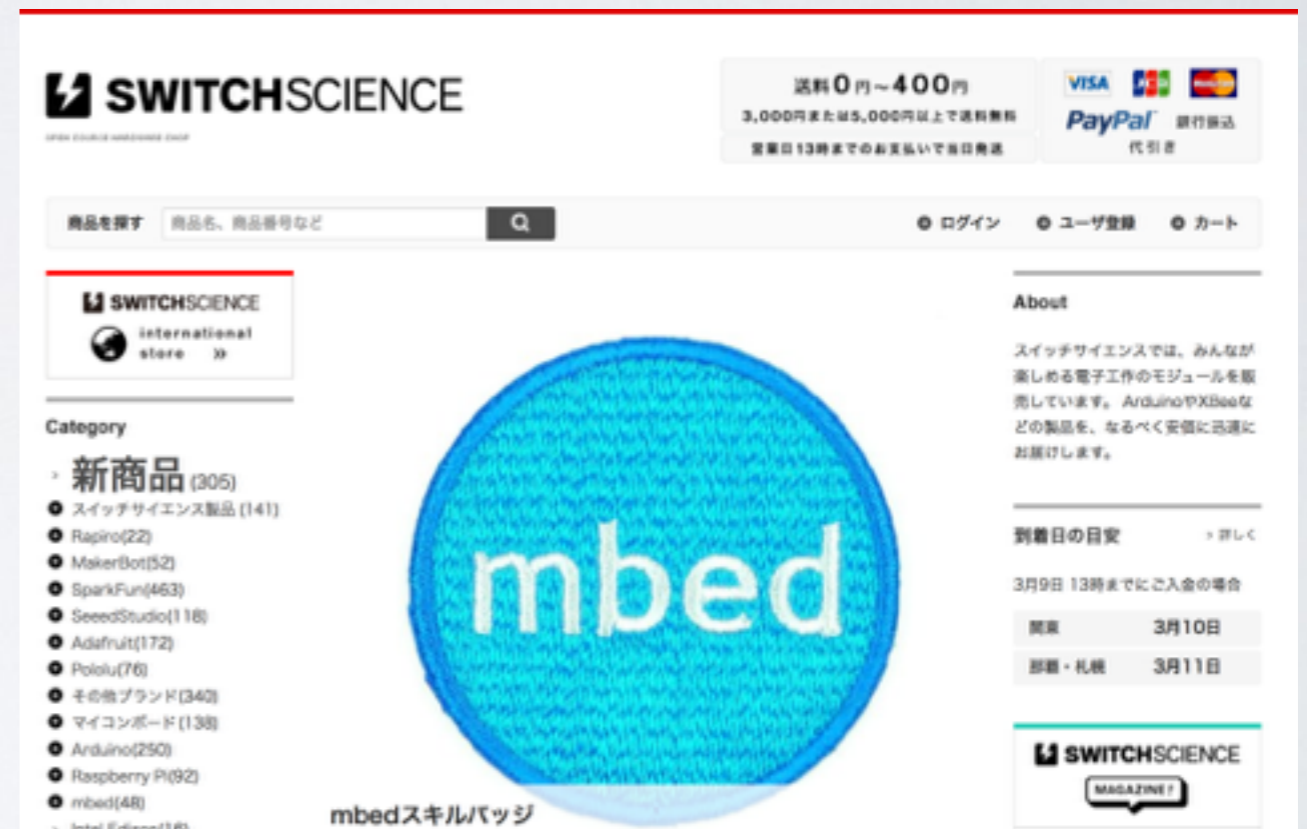 SWITCHSCIENCE
OPEN SOURCE HARDWARE SHOP
送料0円~400円
3,000円または5,000円以上で送料無料
営業日13時までのお支払いで当日発送
VISA JCB MasterCard
PayPal 銀行振込
代引き
商品を探す 商品名、商品番号など
ログイン ユーザ登録 カート
SWITCHSCIENCE
international
store »
Category
新商品 (305)
スイッチサイエンス製品 (141)
Rapiro(22)
MakerBot(52)
SparkFun(463)
SeeedStudio(118)
Adafruit(172)
Pololu(76)
その他ブランド(340)
マイコンボード(138)
Arduino(250)
Raspberry Pi(92)
mbed(48)
Intel Edison(16)
mbed
mbedスキルバッジ
About
スイッチサイエンスでは、みんなが
楽しめる電子工作のモジュールを販
売しています。 ArduinoやXBeeな
どの製品を、なるべく安価に迅速に
お届けします。
到着日の目安 > 詳しく
3月9日 13時までにご入金の場合
関東 3月10日
那覇・札幌 3月11日
SWITCHSCIENCE
MAGAZINE!